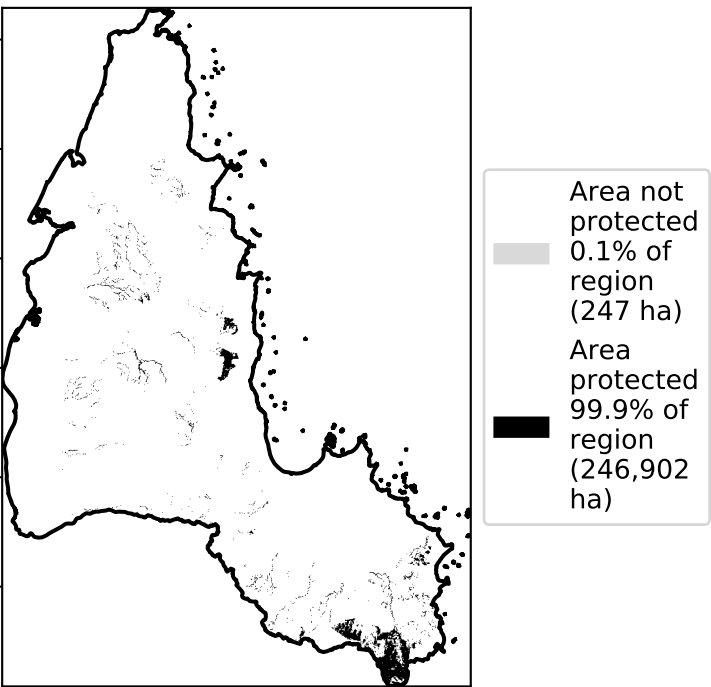 Area not
protected
0.1% of
region
(247 ha)
Area
protected
99.9% of
region
(246,902
ha)